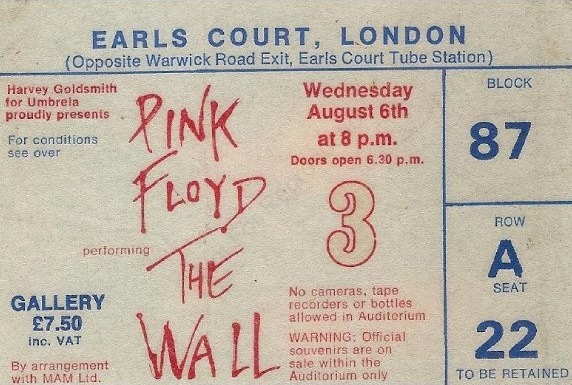 EARLS COURT, LONDON
(Opposite Warwick Road Exit, Earls Court Tube Station)
Harvey Goldsmith
for Umbrela
proudly presents
For conditions
see over
PINK
FLOYD
performing
THE
WALL
GALLERY
£7.50
inc. VAT
By arrangement
with MAM Ltd.
Wednesday
August 6th
at 8 p.m.
Doors open 6.30 p.m.
3
No cameras, tape
recorders or bottles
allowed in Auditorium
WARNING: Official
souvenirs are on
sale within the
Auditorium only
BLOCK
87
ROW
A
SEAT
22
TO BE RETAINED